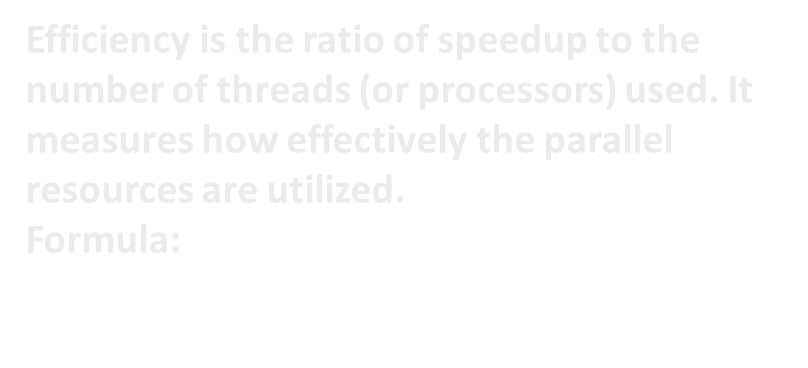 Efficiency is the ratio of speedup to the
number of threads (or processors) used. It
measures how effectively the parallel
resources are utilized.
Formula: